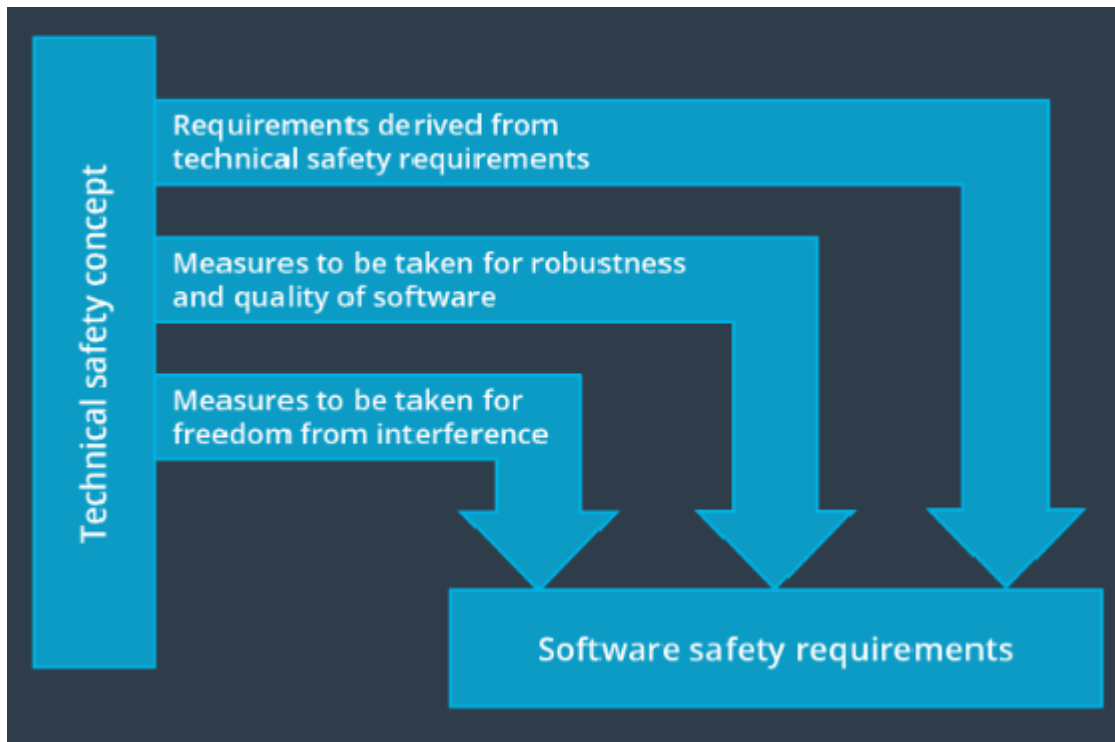 Technical safety concept
Requirements derived from
technical safety requirements
Measures to be taken for robustness
and quality of software
Measures to be taken for
freedom from interference
Software safety requirements